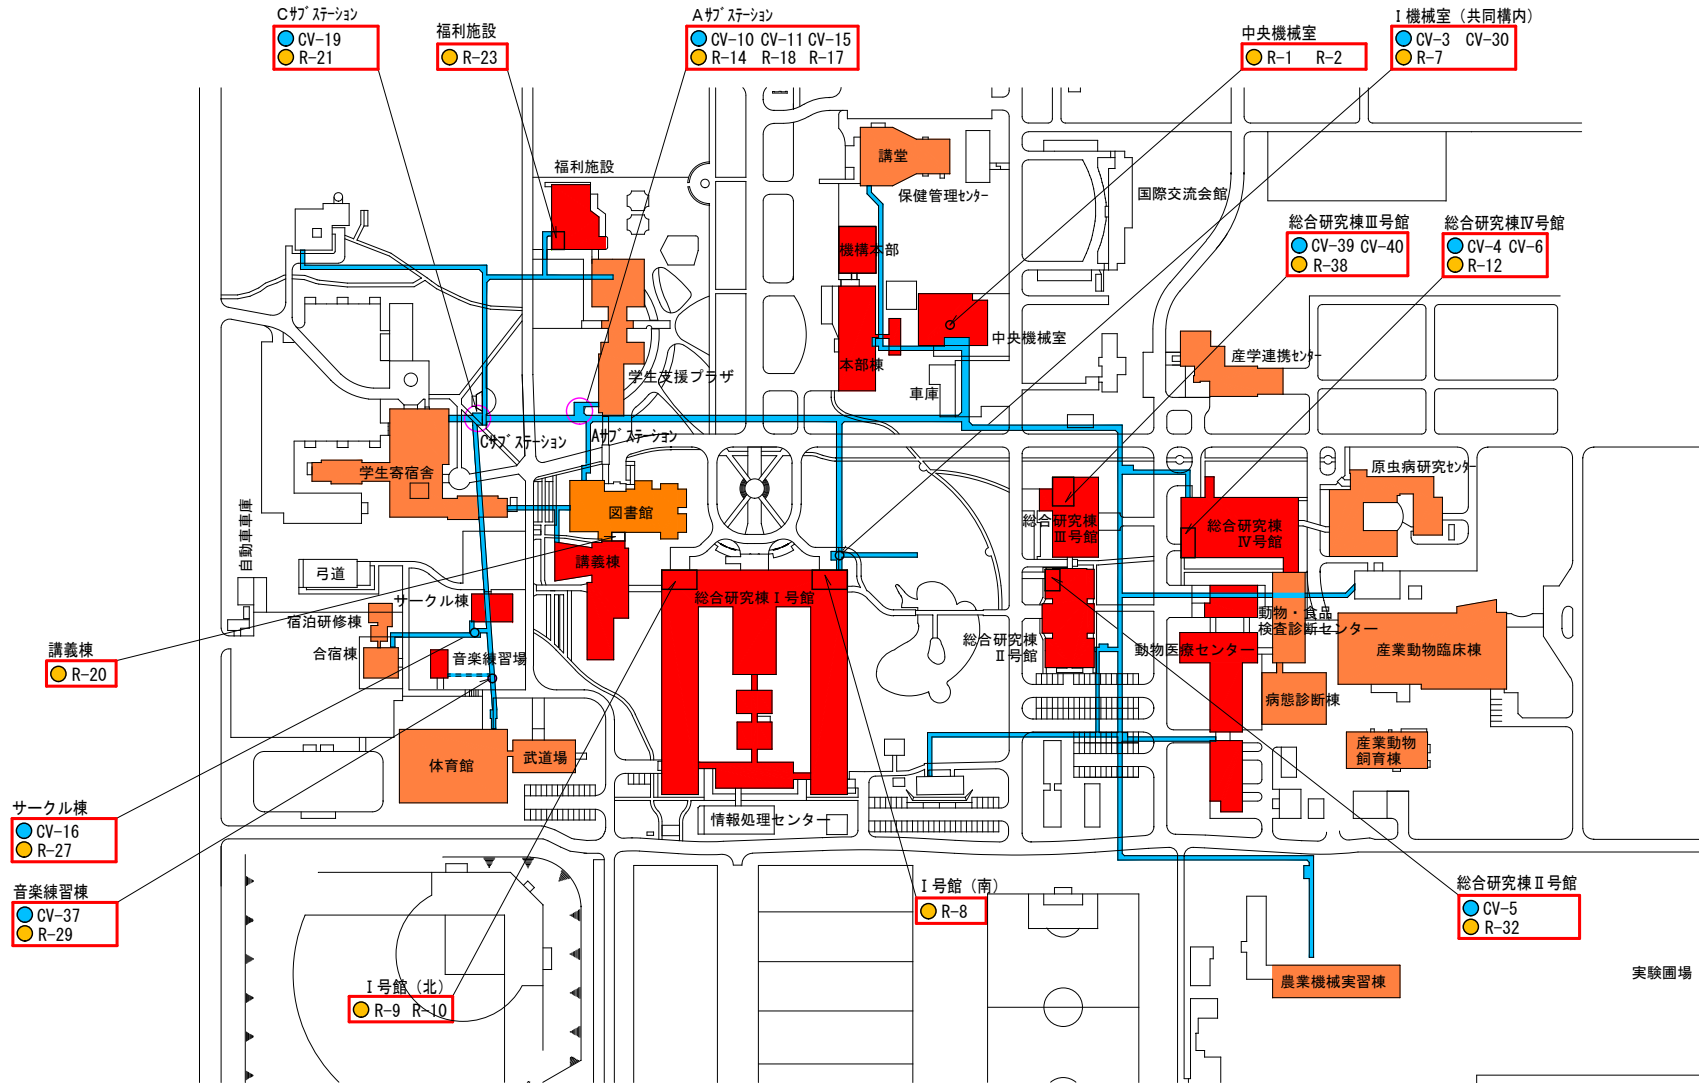 Cｻﾌﾞｽﾃｰｼｮﾝ
CV-19
R-21
福利施設
R-23
Aｻﾌﾞｽﾃｰｼｮﾝ
CV-10 CV-11 CV-15
R-14 R-18 R-17
中央機械室
R-1 R-2
Ⅰ機械室（共同構内）
CV-3 CV-30
R-7
総合研究棟Ⅲ号館
CV-39 CV-40
R-38
総合研究棟Ⅳ号館
CV-4 CV-6
R-12
福利施設
講堂
保健管理ｾﾝﾀｰ
国際交流会館
機構本部
中央機械室
本部棟
車庫
産学連携ｾﾝﾀｰ
学生支援プラザ
Cｻﾌﾞｽﾃｰｼｮﾝ
Aｻﾌﾞｽﾃｰｼｮﾝ
学生寄宿舎
図書館
講義棟
自動車車庫
弓道
サークル棟
宿泊研修棟
合宿棟
音楽練習場
総合研究棟Ⅰ号館
総合研究棟
Ⅲ号館
総合研究棟
Ⅳ号館
原虫病研究ｾﾝﾀｰ
総合研究棟
Ⅱ号館
動物医療センター
動物・食品
検査診断センター
産業動物臨床棟
病態診断棟
産業動物
飼育棟
体育館
武道場
情報処理センター
農業機械実習棟
実験圃場
講義棟
R-20
サークル棟
CV-16
R-27
音楽練習棟
CV-37
R-29
Ⅰ号館（北）
R-9 R-10
Ⅰ号館（南）
R-8
総合研究棟Ⅱ号館
CV-5
R-32